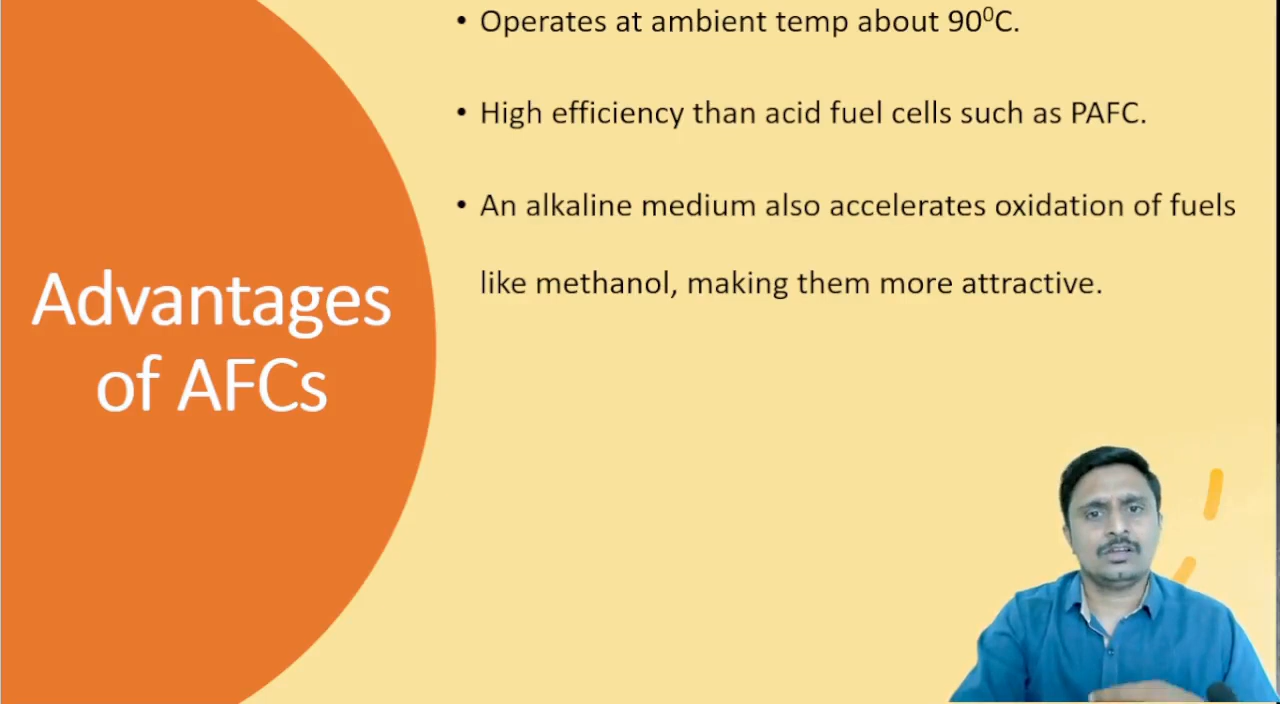 Advantages
of AFCs
• Operates at ambient temp about 90⁰C.
• High efficiency than acid fuel cells such as PAFC.
• An alkaline medium also accelerates oxidation of fuels
like methanol, making them more attractive.